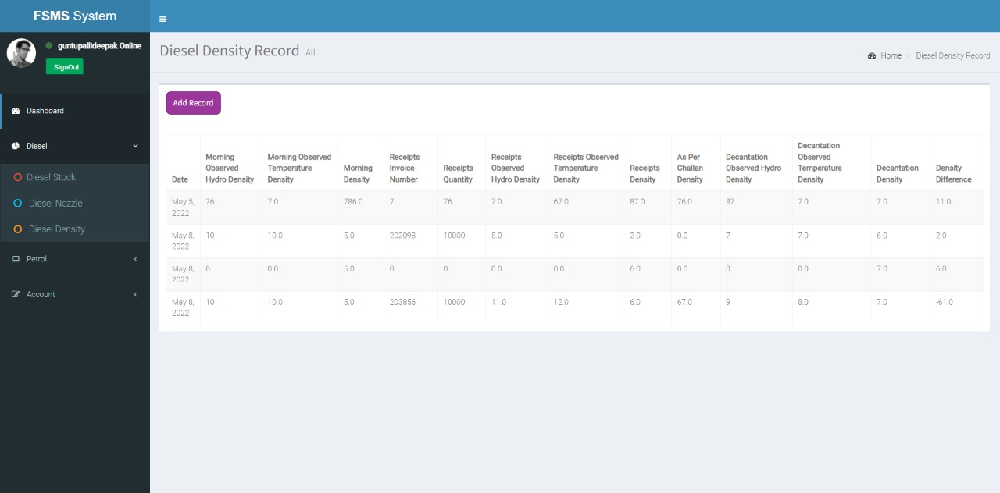 FSMS System
guntupallideepak Online
SignOut
Dashboard
Diesel
Diesel Stock
Diesel Nozzle
Diesel Density
Petrol
Account
Diesel Density Record All
Home > Diesel Density Record
Add Record
Date
Morning
Observed
Hydro Density
Morning Observed
Temperature
Density
Morning
Density
Receipts
Invoice
Number
Receipts
Quantity
Receipts
Observed
Hydro Density
Receipts Observed
Temperature
Density
Receipts
Density
As Per
Challan
Density
Decantation
Observed Hydro
Density
Decantation
Observed
Temperature
Density
Decantation
Density
Density
Difference
May 5, 76 7.0 786.0 7 76 7.0 67.0 87.0 76.0 87 7.0 7.0 11.0
2022
May 8, 10 10.0 5.0 202098 10000 5.0 5.0 2.0 0.0 7 7.0 6.0 2.0
2022
May 8, 0 0.0 5.0 0 0 0.0 0.0 6.0 0.0 0 0.0 7.0 6.0
2022
May 8, 10 10.0 5.0 203856 10000 11.0 12.0 6.0 67.0 9 8.0 7.0 -61.0
2022